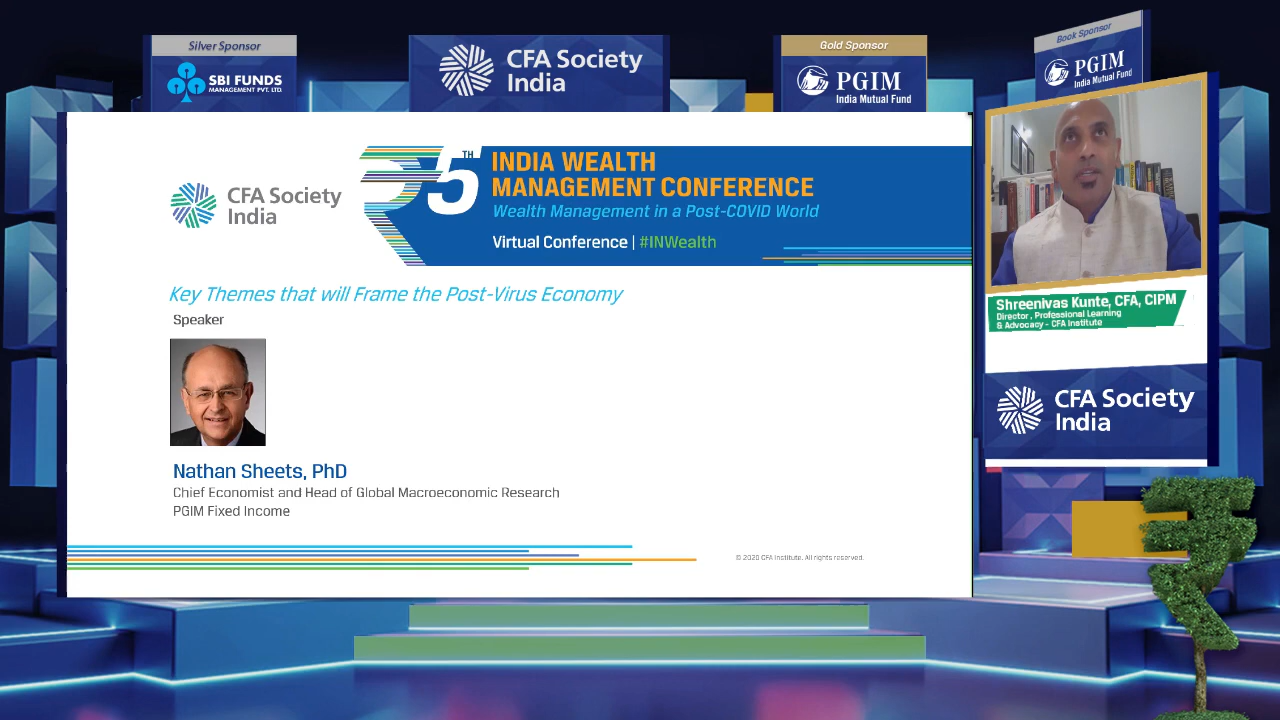 Silver Sponsor
SBI FUNDS
MANAGEMENT PVT. LTD.
CFA Society
India
Gold Sponsor
PGIM
India Mutual Fund
Book Sponsor
PGIM
India Mutual Fund
CFA Society
India
5TH
INDIA WEALTH
MANAGEMENT CONFERENCE
Wealth Management in a Post-COVID World
Virtual Conference | #INWealth
Key Themes that will Frame the Post-Virus Economy
Speaker
Nathan Sheets, PhD
Chief Economist and Head of Global Macroeconomic Research
PGIM Fixed Income
© 2020 CFA Institute. All rights reserved.
Shreenivas Kunte, CFA, CIPM
Director, Professional Learning
& Advocacy - CFA Institute
CFA Society
India